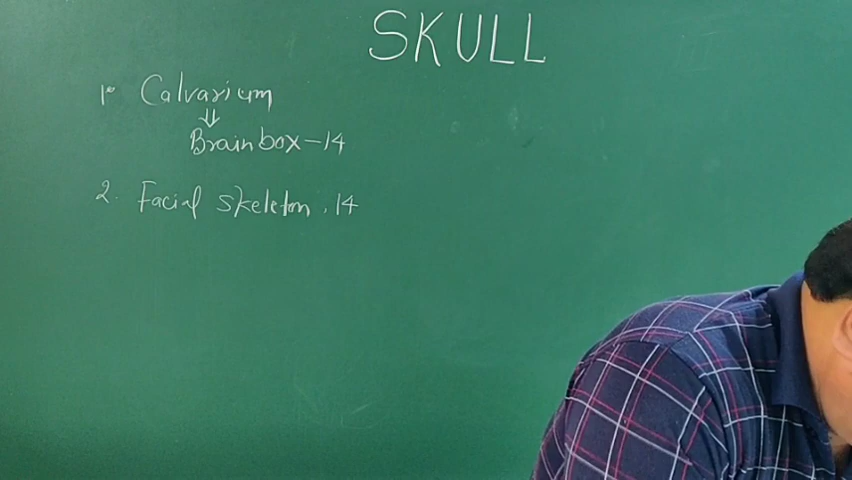 SKULL
1. Calvarium
⇓
Brainbox-14
2. Facial skeleton. 14